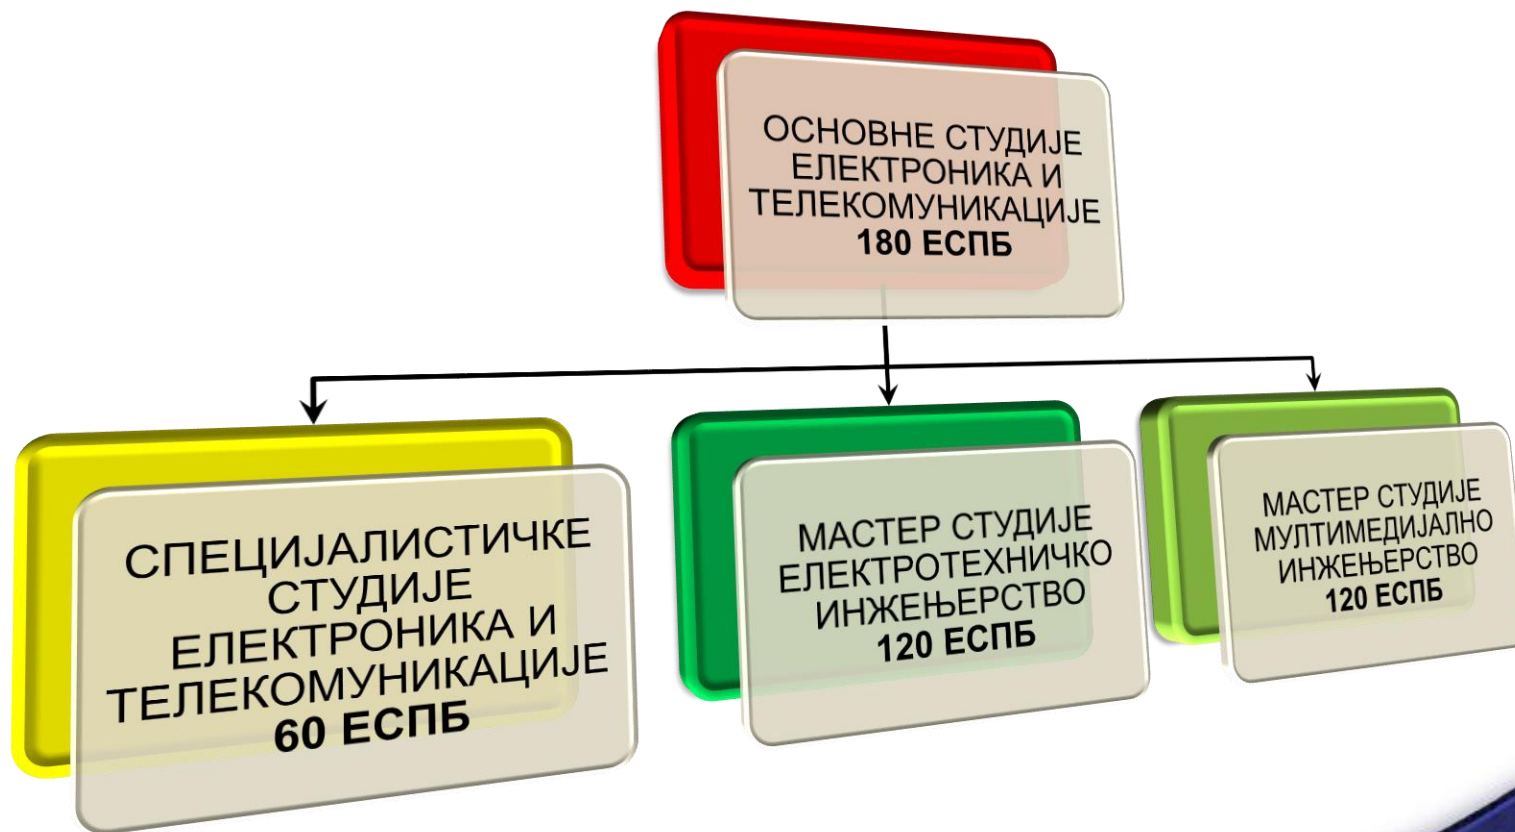 ОСНОВНЕ СТУДИЈЕ
ЕЛЕКТРОНИКА И
ТЕЛЕКОМУНИКАЦИЈЕ
180 ЕСПБ
СПЕЦИЈАЛИСТИЧКЕ
СТУДИЈЕ
ЕЛЕКТРОНИКА И
ТЕЛЕКОМУНИКАЦИЈЕ
60 ЕСПБ
МАСТЕР СТУДИЈЕ
ЕЛЕКТРОТЕХНИЧКО
ИНЖЕЊЕРСТВО
120 ЕСПБ
МАСТЕР СТУДИЈЕ
МУЛТИМЕДИЈАЛНО
ИНЖЕЊЕРСТВО
120 ЕСПБ